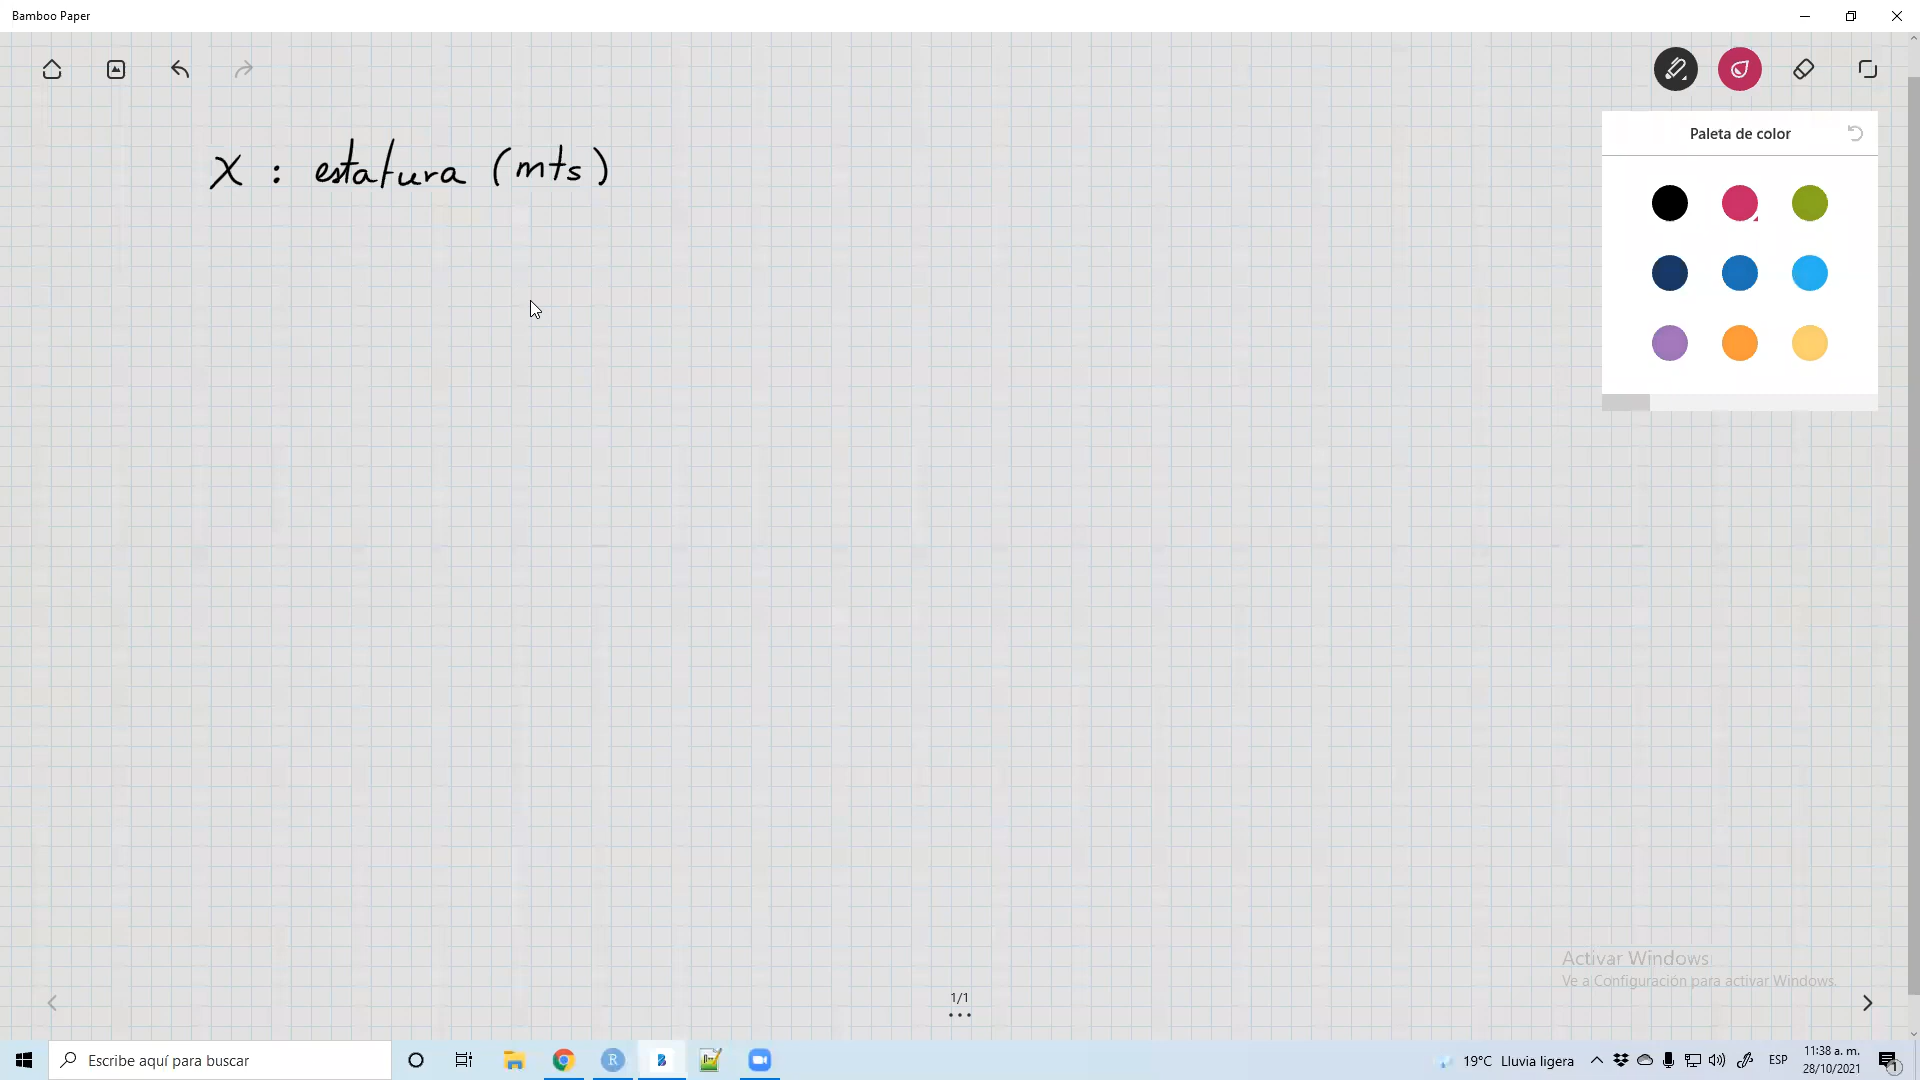 Bamboo Paper
X : estatura (mts)
Paleta de color
Activar Windows
Ve a Configuración para activar Windows.
1/1
Escribe aquí para buscar
R
B
19°C Lluvia ligera
ESP
11:38 a. m.
28/10/2021
1